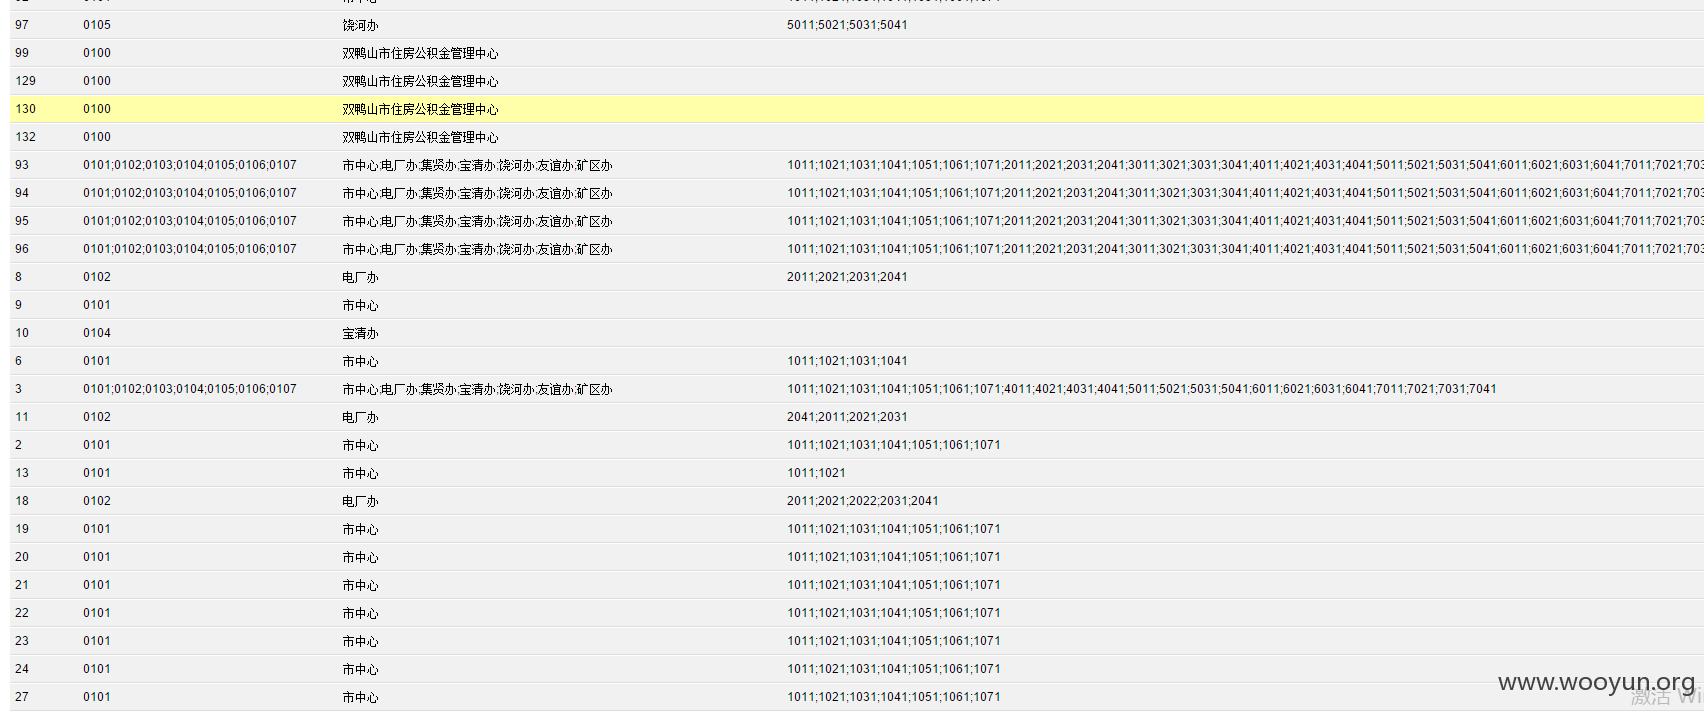 97 0105 饶河办 5011;5021;5031;5041
99 0100 双鸭山市住房公积金管理中心
129 0100 双鸭山市住房公积金管理中心
130 0100 双鸭山市住房公积金管理中心
132 0100 双鸭山市住房公积金管理中心
93 0101;0102;0103;0104;0105;0106;0107 市中心;电厂办;集贤办;宝清办;饶河办;友谊办;矿区办 1011;1021;1031;1041;1051;1061;1071;2011;2021;2031;2041;3011;3021;3031;3041;4011;4021;4031;4041;5011;5021;5031;5041;6011;6021;6031;6041;7011;7021;703
94 0101;0102;0103;0104;0105;0106;0107 市中心;电厂办;集贤办;宝清办;饶河办;友谊办;矿区办 1011;1021;1031;1041;1051;1061;1071;2011;2021;2031;2041;3011;3021;3031;3041;4011;4021;4031;4041;5011;5021;5031;5041;6011;6021;6031;6041;7011;7021;703
95 0101;0102;0103;0104;0105;0106;0107 市中心;电厂办;集贤办;宝清办;饶河办;友谊办;矿区办 1011;1021;1031;1041;1051;1061;1071;2011;2021;2031;2041;3011;3021;3031;3041;4011;4021;4031;4041;5011;5021;5031;5041;6011;6021;6031;6041;7011;7021;703
96 0101;0102;0103;0104;0105;0106;0107 市中心;电厂办;集贤办;宝清办;饶河办;友谊办;矿区办 1011;1021;1031;1041;1051;1061;1071;2011;2021;2031;2041;3011;3021;3031;3041;4011;4021;4031;4041;5011;5021;5031;5041;6011;6021;6031;6041;7011;7021;703
8 0102 电厂办 2011;2021;2031;2041
9 0101 市中心
10 0104 宝清办
6 0101 市中心 1011;1021;1031;1041
3 0101;0102;0103;0104;0105;0106;0107 市中心;电厂办;集贤办;宝清办;饶河办;友谊办;矿区办 1011;1021;1031;1041;1051;1061;1071;4011;4021;4031;4041;5011;5021;5031;5041;6011;6021;6031;6041;7011;7021;7031;7041
11 0102 电厂办 2041;2011;2021;2031
2 0101 市中心 1011;1021;1031;1041;1051;1061;1071
13 0101 市中心 1011;1021
18 0102 电厂办 2011;2021;2022;2031;2041
19 0101 市中心 1011;1021;1031;1041;1051;1061;1071
20 0101 市中心 1011;1021;1031;1041;1051;1061;1071
21 0101 市中心 1011;1021;1031;1041;1051;1061;1071
22 0101 市中心 1011;1021;1031;1041;1051;1061;1071
23 0101 市中心 1011;1021;1031;1041;1051;1061;1071
24 0101 市中心 1011;1021;1031;1041;1051;1061;1071
27 0101 市中心 1011;1021;1031;1041;1051;1061;1071
www.wooyun.org
激活 Wi